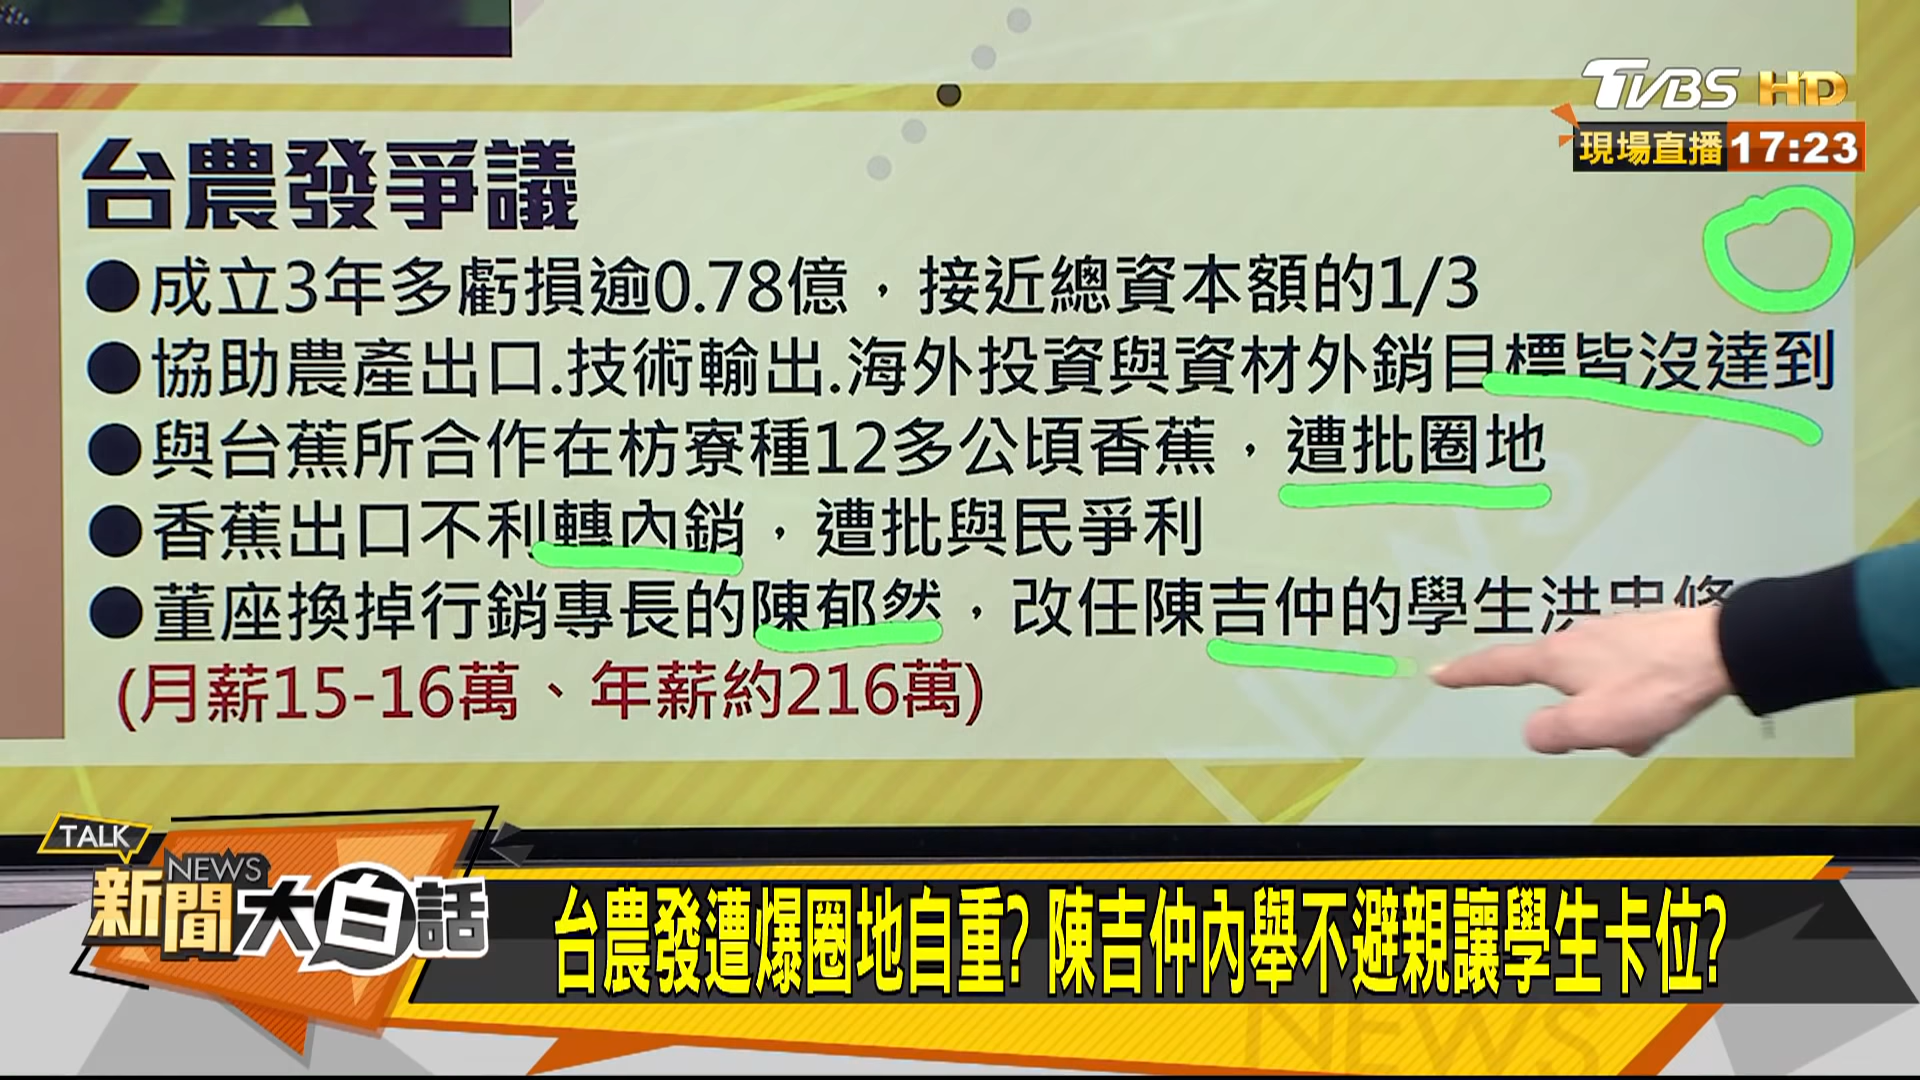 TVBS HD
現場直播 17:23
台農發爭議
●成立3年多虧損逾0.78億，接近總資本額的1/3
●協助農產出口.技術輸出.海外投資與資材外銷目標皆沒達到
●與台蕉所合作在枋寮種12多公頃香蕉，遭批圈地
●香蕉出口不利轉內銷，遭批與民爭利
●董座換掉行銷專長的陳郁然，改任陳吉仲的學生洪忠修
(月薪15-16萬、年薪約216萬)
TALK
NEWS
新聞大白話
台農發遭爆圈地自重? 陳吉仲內舉不避親讓學生卡位?
NEWS